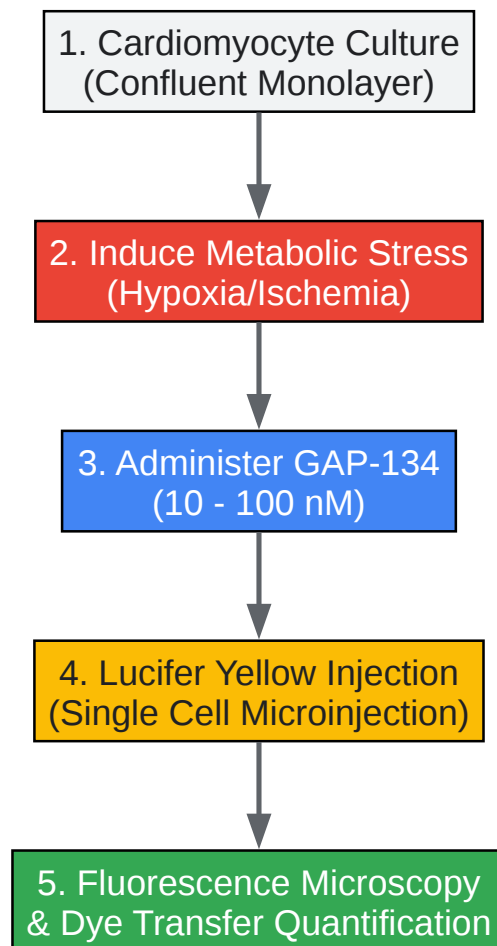 1. Cardiomyocyte Culture
(Confluent Monolayer)
2. Induce Metabolic Stress
(Hypoxia/Ischemia)
3. Administer GAP-134
(10 - 100 nM)
4. Lucifer Yellow Injection
(Single Cell Microinjection)
5. Fluorescence Microscopy
& Dye Transfer Quantification